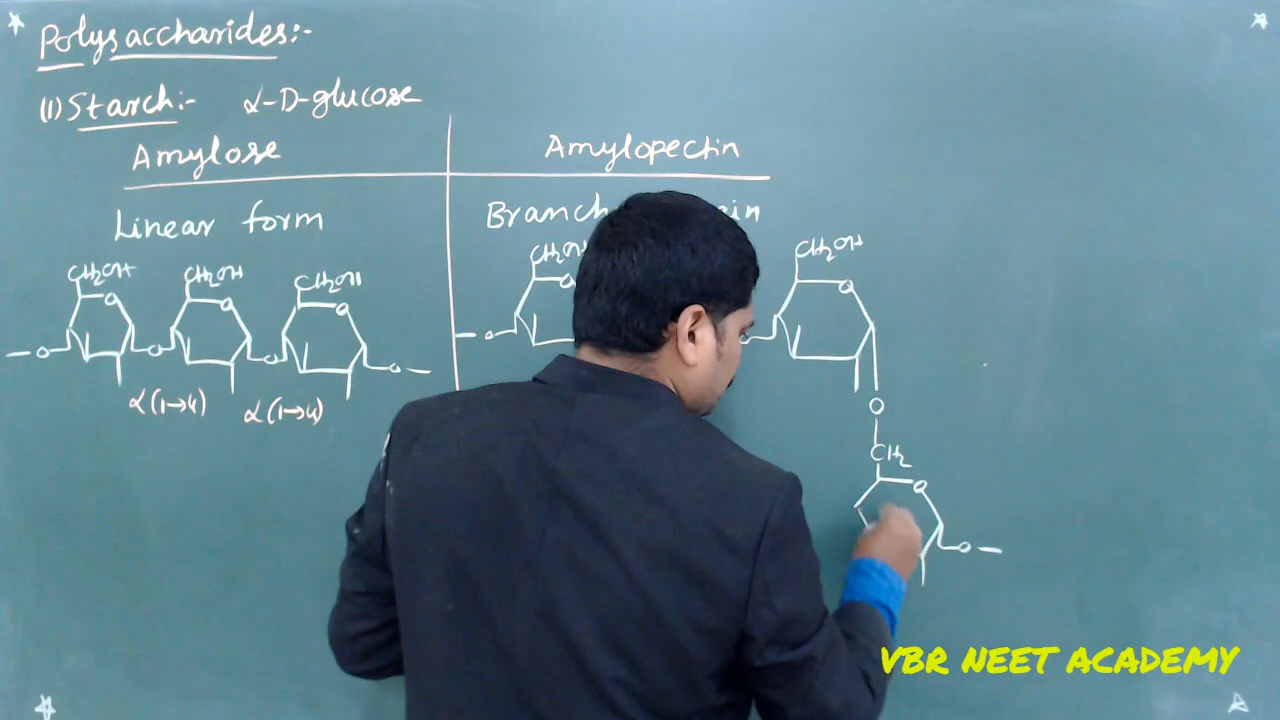 Polysaccharides:-
(1) Starch:- α-D-glucose
Amylose
Linear form
CH2OH CH2OH CH2OH
O O O
O O O O
α(1→4) α(1→4)
Amylopectin
CH2OH
O O
O O
O
CH2
O
O
VBR NEET ACADEMY